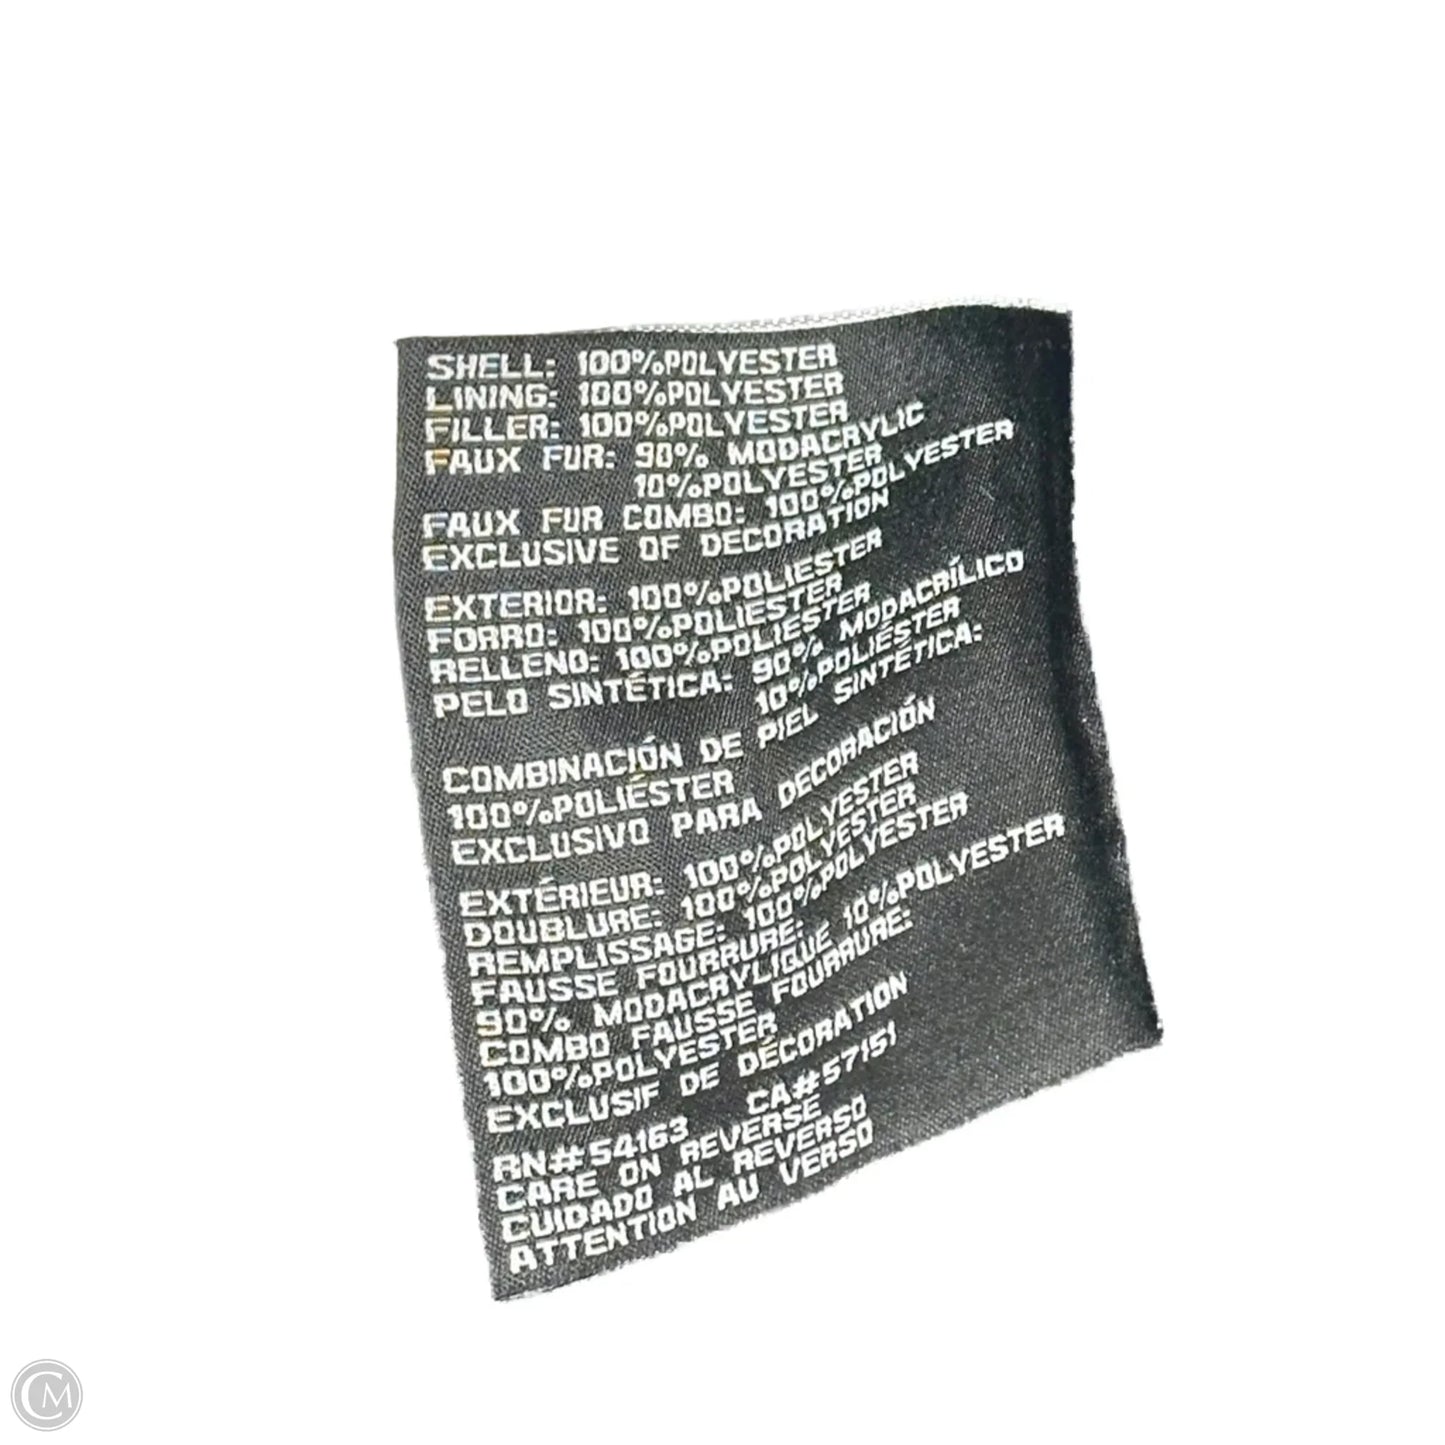 SHELL: 100%POLYESTER
LINING: 100%POLYESTER
FILLER: 100%POLYESTER
FAUX FUR: 90% MODACRYLIC
10%POLYESTER
FAUX FUR COMBO: 100%POLYESTER
EXCLUSIVE OF DECORATION
EXTERIOR: 100%POLIESTER
FORRO: 100%POLIESTER
RELLENO: 100%POLIESTER
PELO SINTÉTICA: 90% MODACRÍLICO
10%POLIÉSTER
COMBINACIÓN DE PIEL SINTÉTICA:
100%POLIÉSTER
EXCLUSIVO PARA DECORACIÓN
EXTÉRIEUR: 100%POLYESTER
DOUBLURE: 100%POLYESTER
REMPLISSAGE: 100%POLYESTER
FAUSSE FOURRURE: 10%POLYESTER
90% MODACRYLIQUE
COMBO FAUSSE FOURRURE:
100%POLYESTER
EXCLUSIF DE DÉCORATION
RN#54163 CA#57151
CARE ON REVERSE
CUIDADO AL REVERSO
ATTENTION AU VERSO
CM